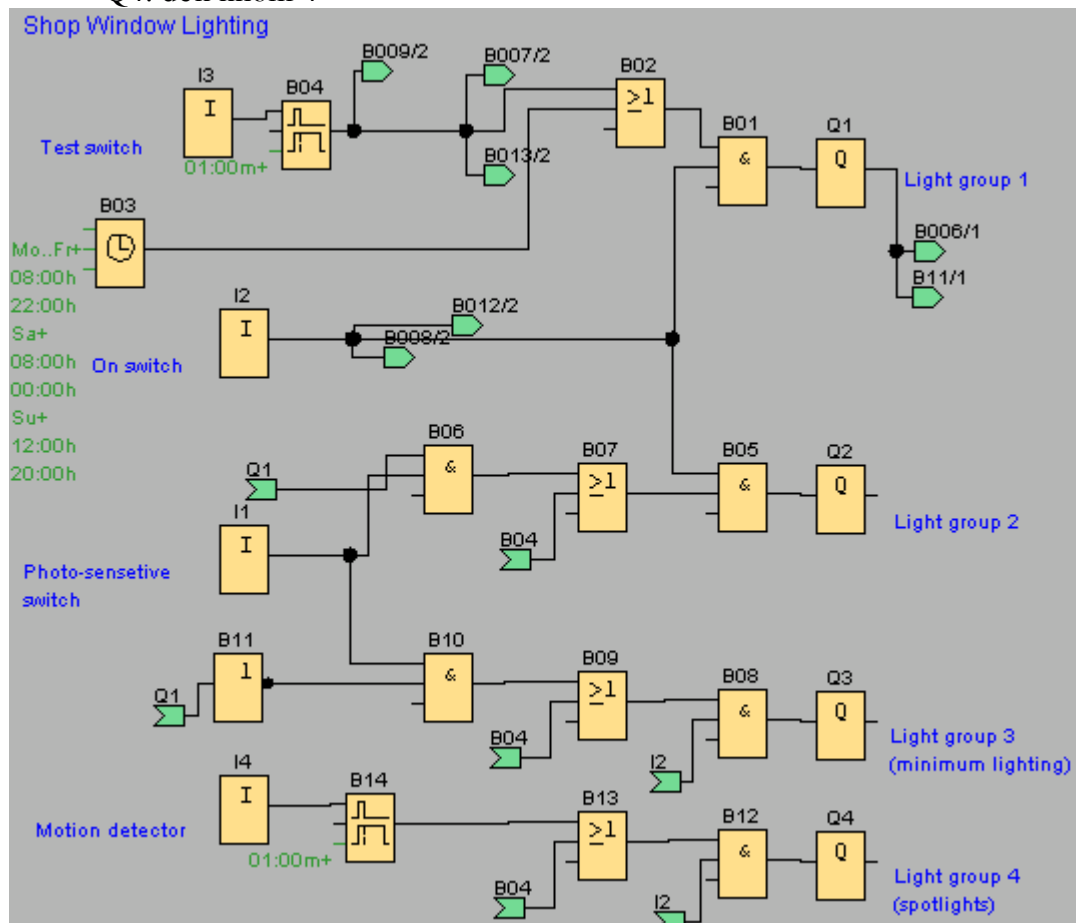 Q4: đèn nhóm 4
Shop Window Lighting
B009/2
B007/2
B02
I3
B04
≥1
I
B01
Q1
Test switch
B013/2
&
Q
01:00m+
Light group 1
B03
B006/1
Mo..Fr+
08:00h
B11/1
22:00h
I2
B012/2
Sa+
I
B008/2
08:00h
On switch
00:00h
Su+
12:00h
B06
B07
B05
Q2
20:00h
Q1
&
≥1
&
Q
I1
Light group 2
I
B04
Photo-sensetive
switch
B11
B10
B09
B08
Q3
1
&
≥1
&
Q
Q1
B04
Light group 3
I2
(minimum lighting)
I4
B14
B13
B12
Q4
I
≥1
&
Q
Motion detector
01:00m+
B04
I2
Light group 4
(spotlights)